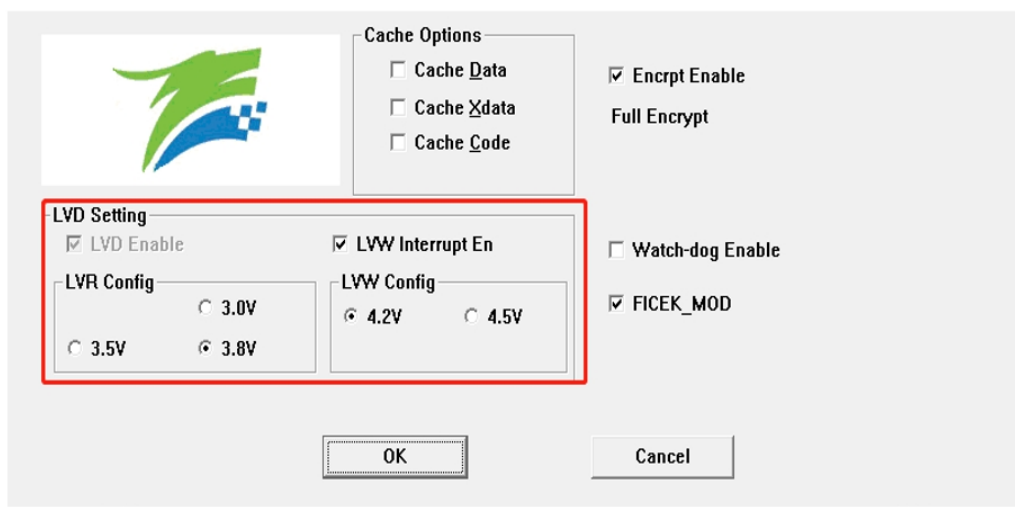 Cache Options
Cache Data
Cache Xdata
Cache Code
Encrpt Enable
Full Encrypt
LVD Setting
LVD Enable
LVW Interrupt En
LVR Config
3.0V
3.5V
3.8V
LVW Config
4.2V
4.5V
Watch-dog Enable
FICEK_MOD
OK
Cancel